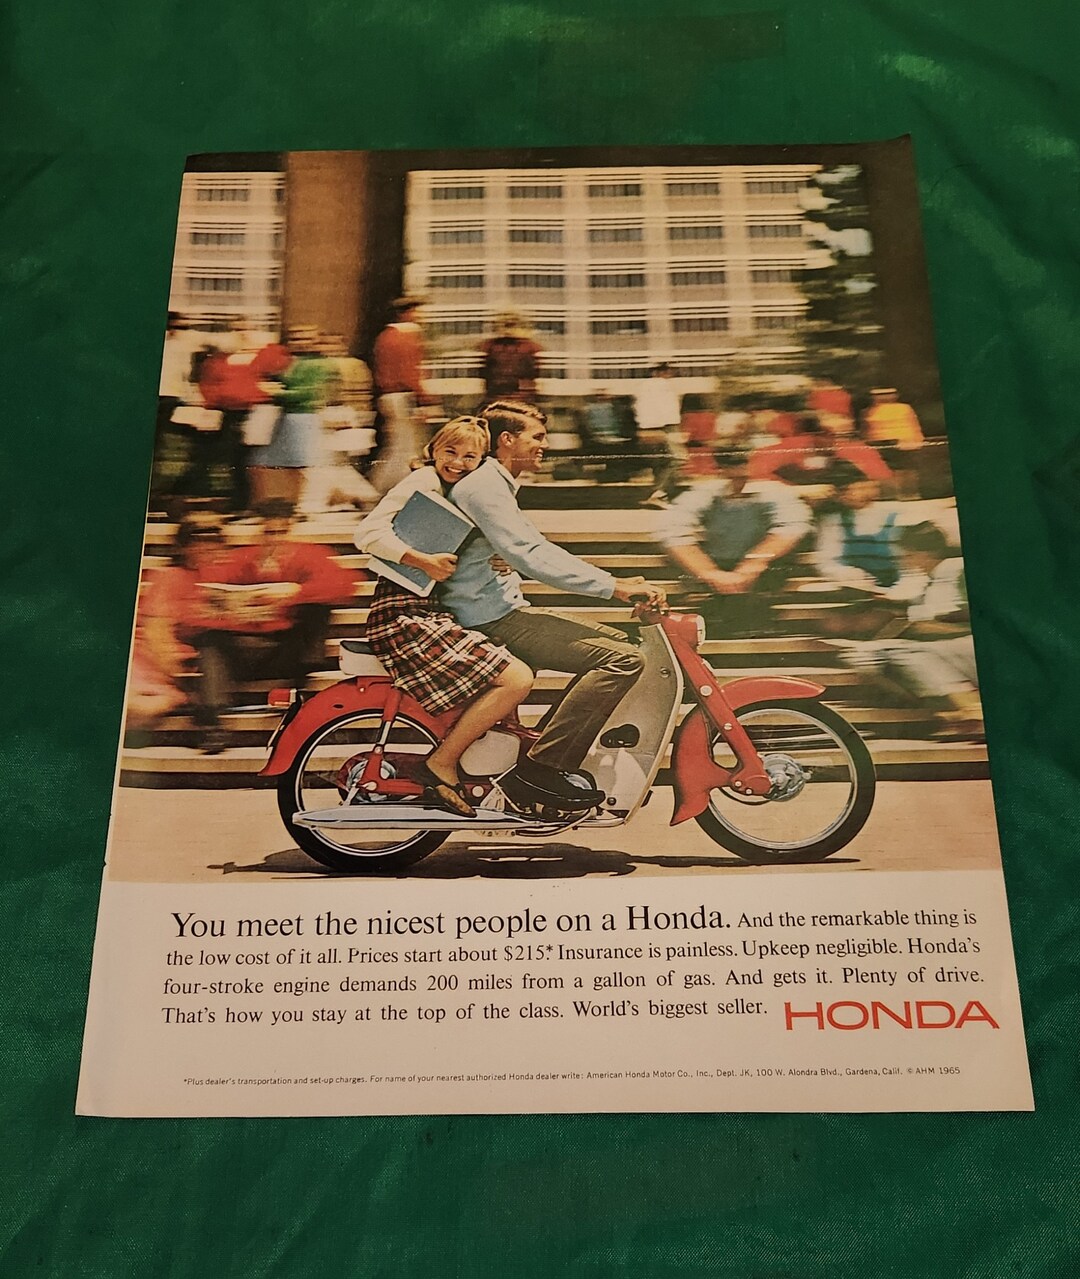 You meet the nicest people on a Honda. And the remarkable thing is
the low cost of it all. Prices start about $215.* Insurance is painless. Upkeep negligible. Honda's
four-stroke engine demands 200 miles from a gallon of gas. And gets it. Plenty of drive.
That's how you stay at the top of the class. World's biggest seller. HONDA
*Plus dealer's transportation and set-up charges. For name of your nearest authorized Honda dealer write: American Honda Motor Co., Inc., Dept. JK, 100 W. Alondra Blvd., Gardena, Calif. © AHM 1965